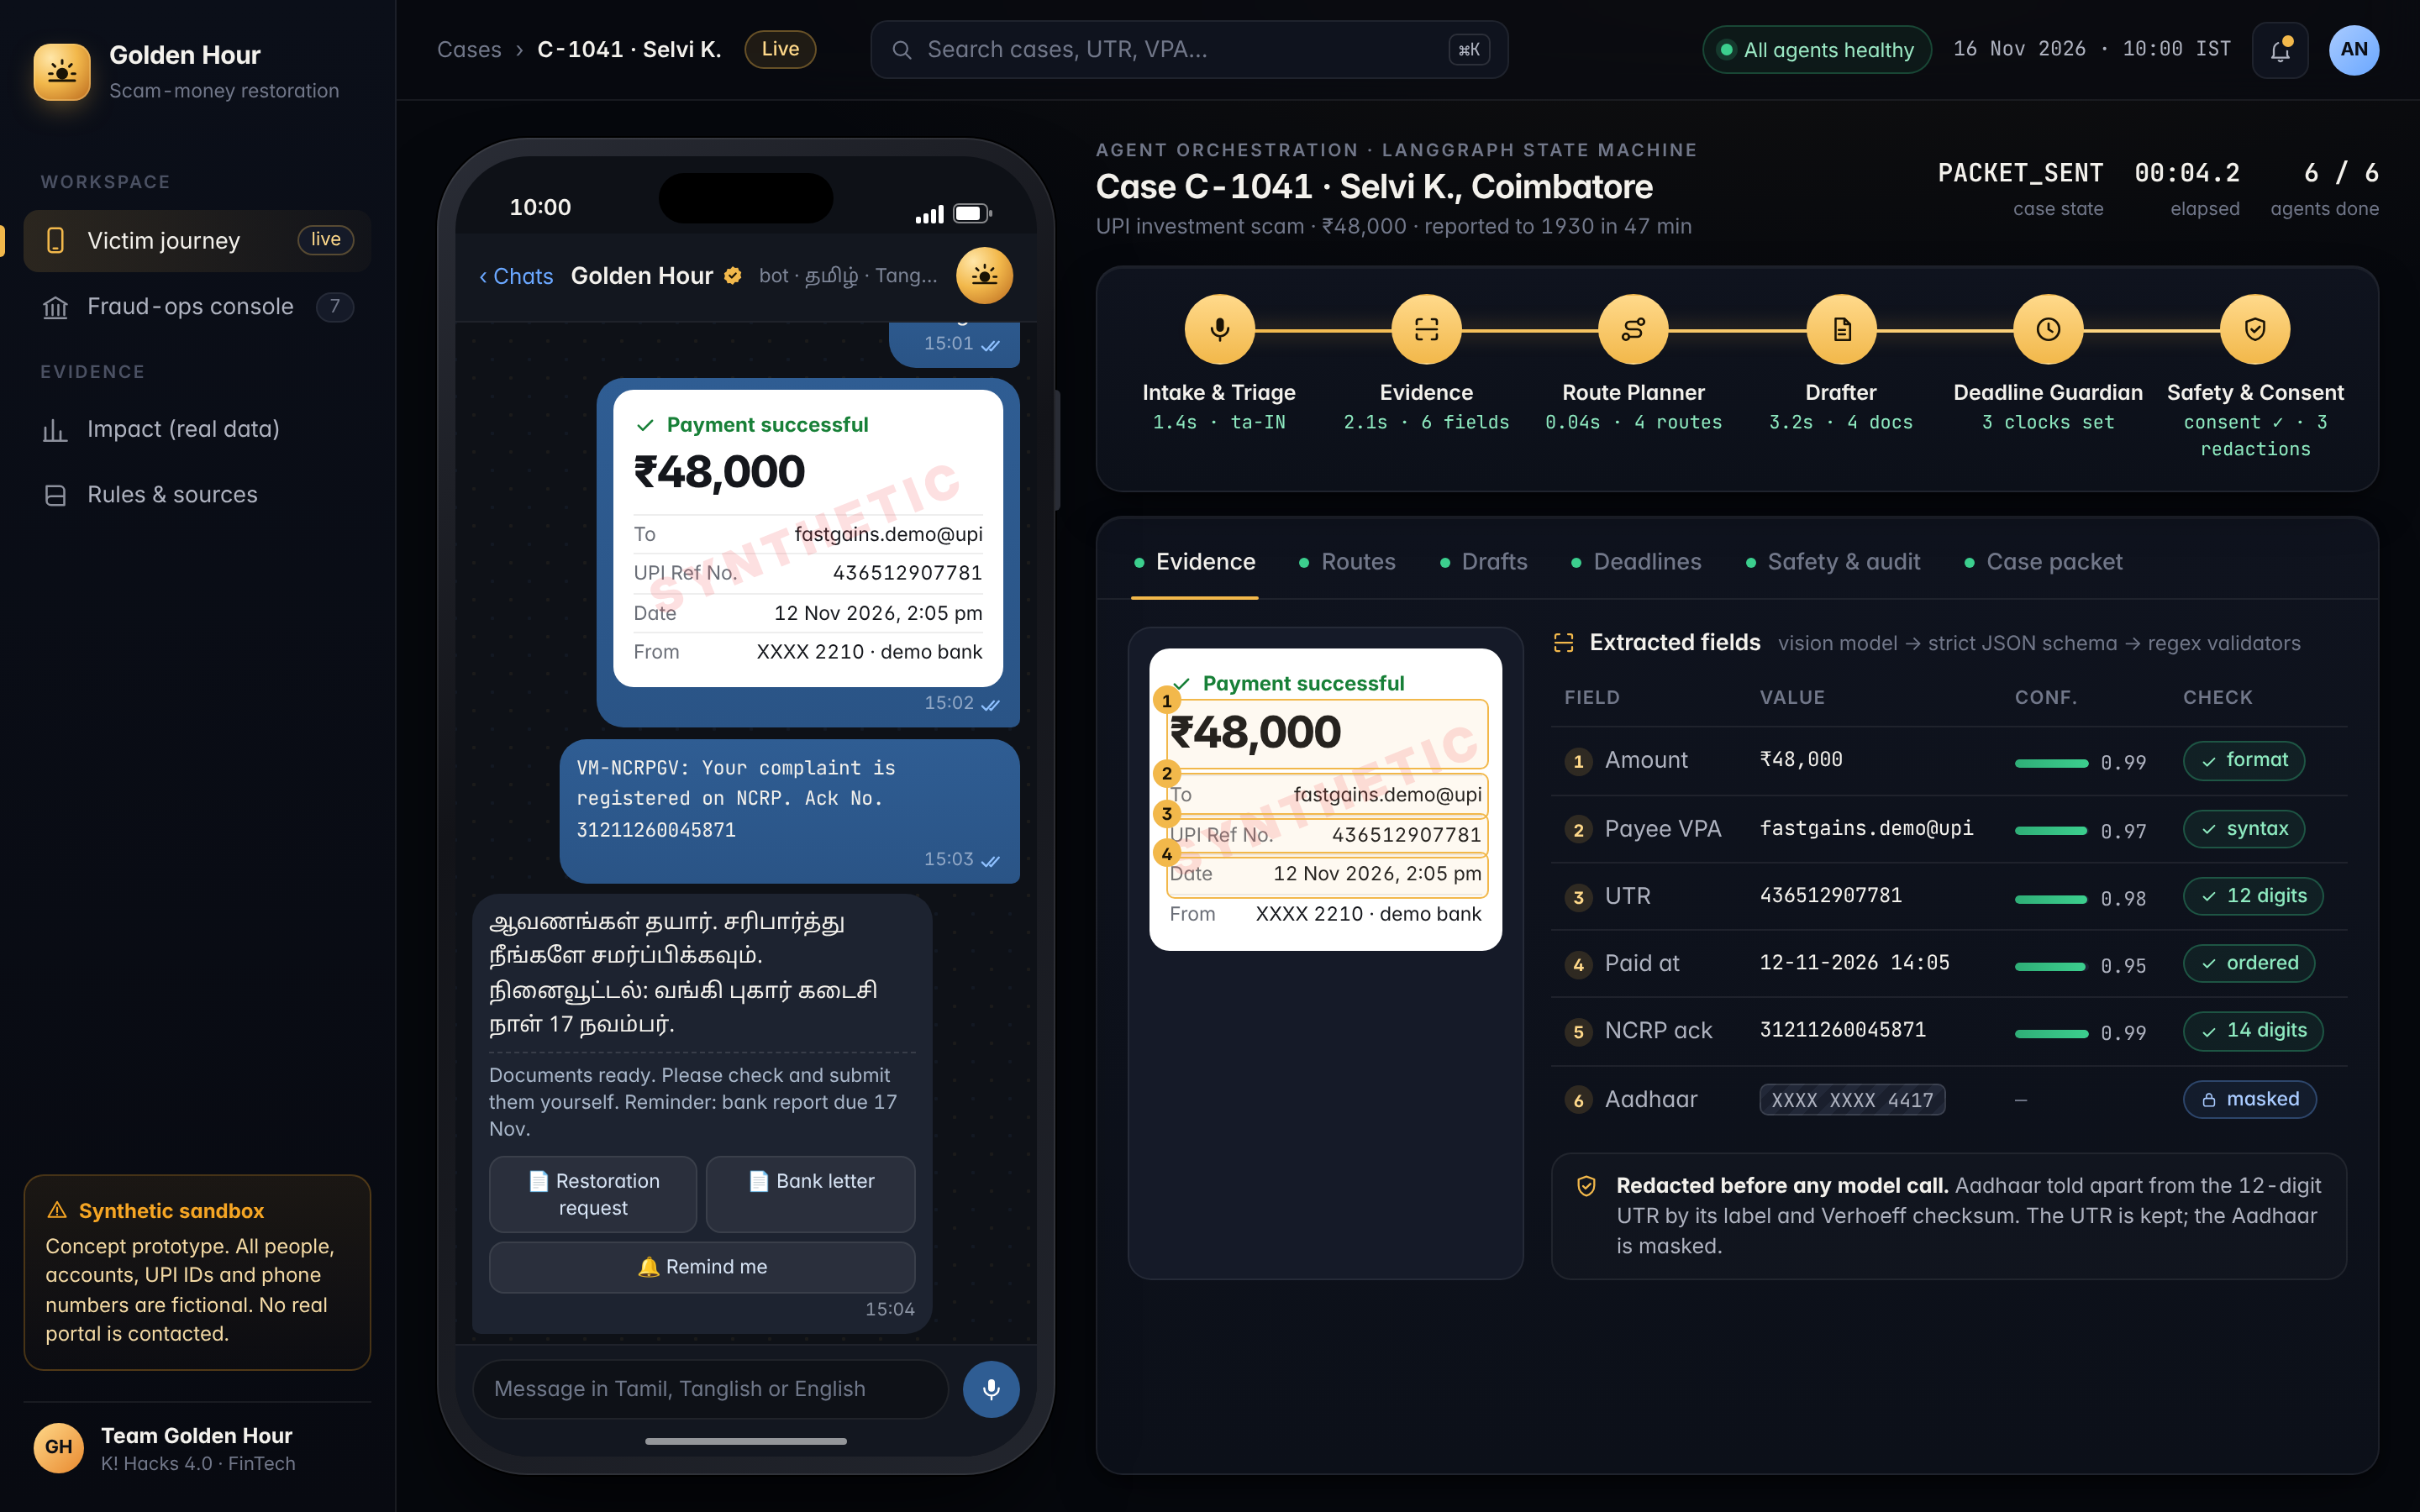 Golden Hour
Scam-money restoration
WORKSPACE
Victim journey live
Fraud-ops console 7
EVIDENCE
Impact (real data)
Rules & sources
Synthetic sandbox
Concept prototype. All people,
accounts, UPI IDs and phone
numbers are fictional. No real
portal is contacted.
GH
Team Golden Hour
K! Hacks 4.0 · FinTech
Cases › C-1041 · Selvi K. Live
Search cases, UTR, VPA... ⌘K
All agents healthy
16 Nov 2026 · 10:00 IST
AN
10:00
‹ Chats Golden Hour bot · தமிழ் · Tang...
15:01
Payment successful
₹48,000
To fastgains.demo@upi
UPI Ref No. 436512907781
Date 12 Nov 2026, 2:05 pm
From XXXX 2210 · demo bank
SYNTHETIC
15:02
VM-NCRPGV: Your complaint is
registered on NCRP. Ack No.
31211260045871
15:03
ஆவணங்கள் தயார். சரிபார்த்து
நீங்களே சமர்ப்பிக்கவும்.
நினைவூட்டல்: வங்கி புகார் கடைசி
நாள் 17 நவம்பர்.
Documents ready. Please check and submit
them yourself. Reminder: bank report due 17
Nov.
📄 Restoration
request
📄 Bank letter
🔔 Remind me
15:04
Message in Tamil, Tanglish or English
AGENT ORCHESTRATION · LANGGRAPH STATE MACHINE
Case C-1041 · Selvi K., Coimbatore
UPI investment scam · ₹48,000 · reported to 1930 in 47 min
PACKET_SENT 00:04.2 6 / 6
case state elapsed agents done
Intake & Triage
1.4s · ta-IN
Evidence
2.1s · 6 fields
Route Planner
0.04s · 4 routes
Drafter
3.2s · 4 docs
Deadline Guardian
3 clocks set
Safety & Consent
consent ✓ · 3
redactions
Evidence Routes Drafts Deadlines Safety & audit Case packet
Payment successful
1
₹48,000
2
To fastgains.demo@upi
3
UPI Ref No. 436512907781
4
Date 12 Nov 2026, 2:05 pm
From XXXX 2210 · demo bank
SYNTHETIC
Extracted fields vision model → strict JSON schema → regex validators
FIELD VALUE CONF. CHECK
1 Amount ₹48,000 0.99 ✓ format
2 Payee VPA fastgains.demo@upi 0.97 ✓ syntax
3 UTR 436512907781 0.98 ✓ 12 digits
4 Paid at 12-11-2026 14:05 0.95 ✓ ordered
5 NCRP ack 31211260045871 0.99 ✓ 14 digits
6 Aadhaar XXXX XXXX 4417 – masked
Redacted before any model call. Aadhaar told apart from the 12-digit
UTR by its label and Verhoeff checksum. The UTR is kept; the Aadhaar
is masked.